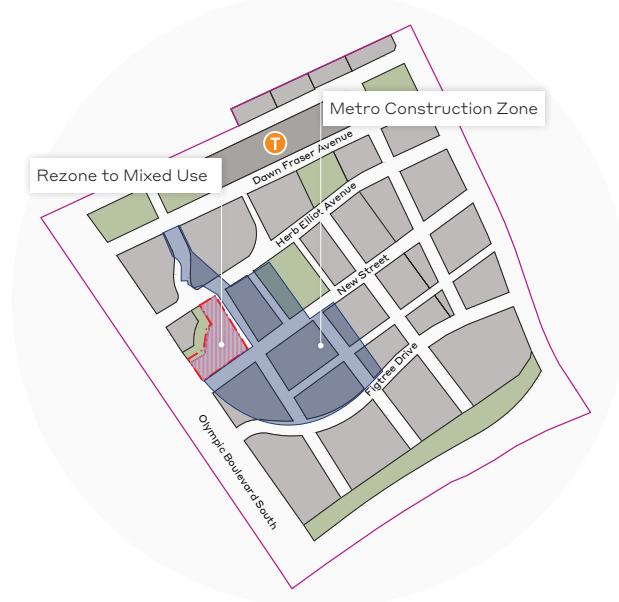 Metro Construction Zone
T
Dawn Fraser Avenue
Rezone to Mixed Use
Herb Elliot Avenue
New Street
Figtree Drive
Olympic Boulevard South